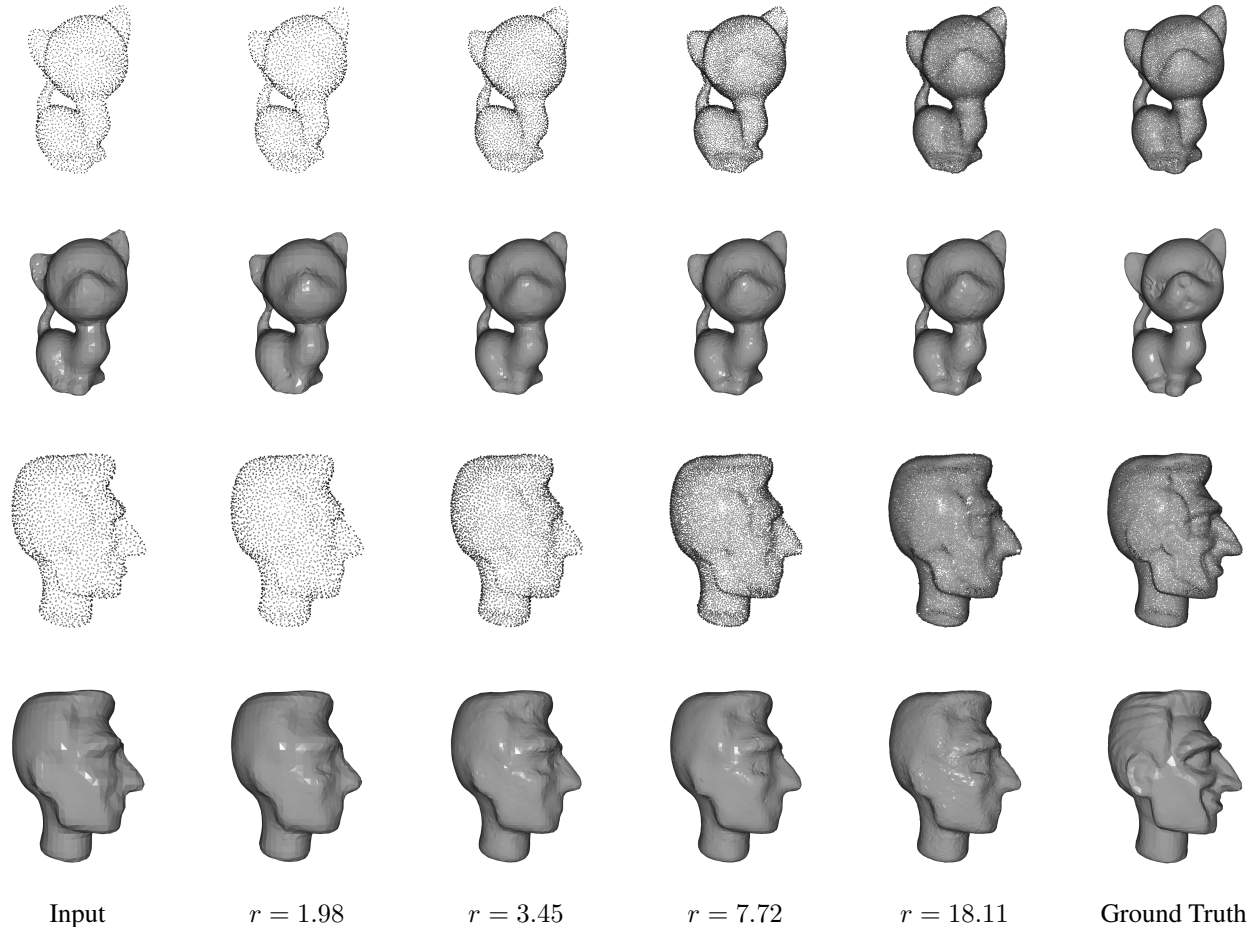 Input r = 1.98 r = 3.45 r = 7.72 r = 18.11 Ground Truth